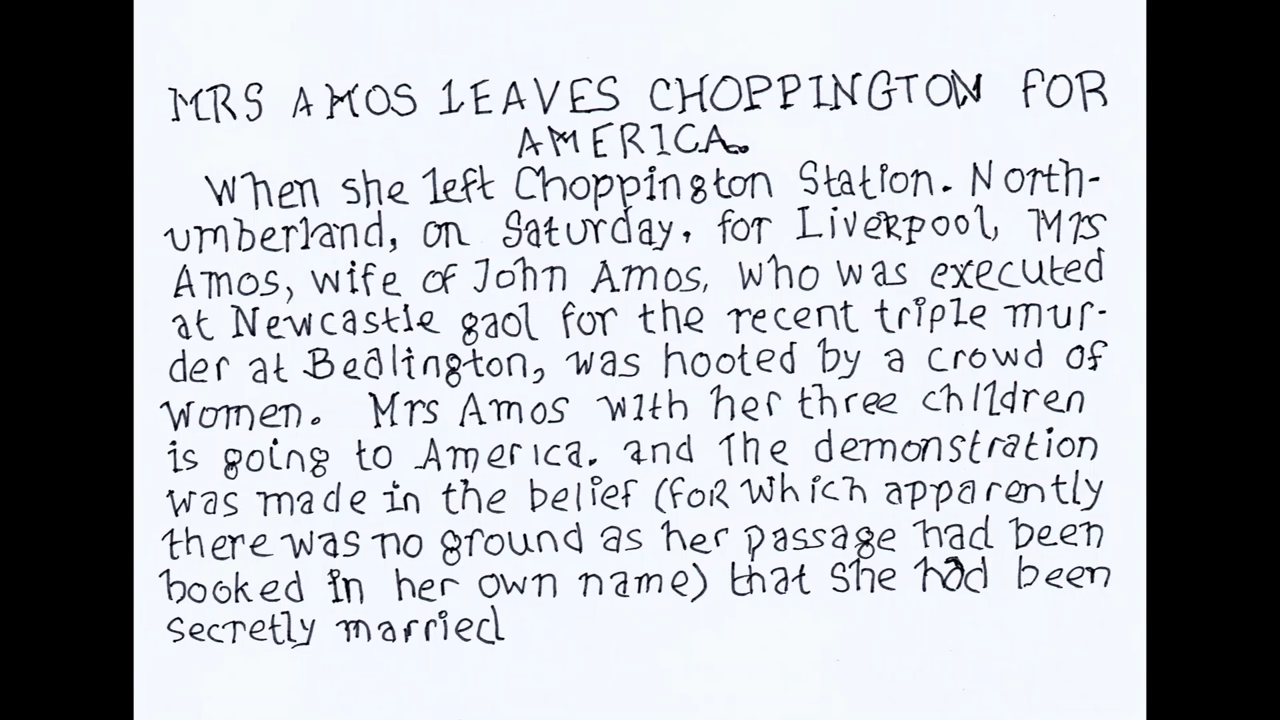 MRS AMOS LEAVES CHOPPINGTON FOR
AMERICA.
When she left Choppington Station. North-
umberland, on Saturday, for Liverpool, Mrs
Amos, wife of John Amos, who was executed
at Newcastle gaol for the recent triple mur-
der at Bedlington, was hooted by a crowd of
women. Mrs Amos with her three children
is going to America. and The demonstration
was made in the belief (for which apparently
there was no ground as her passage had been
booked in her own name) that she had been
secretly married